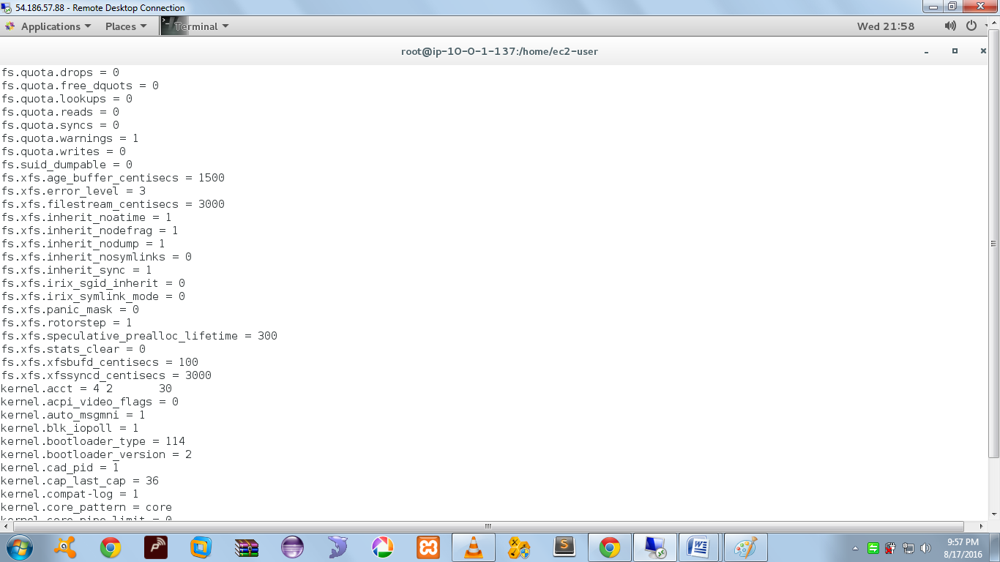 54.186.57.88 - Remote Desktop Connection
Applications Places Terminal Wed 21:58
root@ip-10-0-1-137:/home/ec2-user
fs.quota.drops = 0
fs.quota.free_dquots = 0
fs.quota.lookups = 0
fs.quota.reads = 0
fs.quota.syncs = 0
fs.quota.warnings = 1
fs.quota.writes = 0
fs.suid_dumpable = 0
fs.xfs.age_buffer_centisecs = 1500
fs.xfs.error_level = 3
fs.xfs.filestream_centisecs = 3000
fs.xfs.inherit_noatime = 1
fs.xfs.inherit_nodefrag = 1
fs.xfs.inherit_nodump = 1
fs.xfs.inherit_nosymlinks = 0
fs.xfs.inherit_sync = 1
fs.xfs.irix_sgid_inherit = 0
fs.xfs.irix_symlink_mode = 0
fs.xfs.panic_mask = 0
fs.xfs.rotorstep = 1
fs.xfs.speculative_prealloc_lifetime = 300
fs.xfs.stats_clear = 0
fs.xfs.xfsbufd_centisecs = 100
fs.xfs.xfssyncd_centisecs = 3000
kernel.acct = 4 2       30
kernel.acpi_video_flags = 0
kernel.auto_msgmni = 1
kernel.blk_iopoll = 1
kernel.bootloader_type = 114
kernel.bootloader_version = 2
kernel.cad_pid = 1
kernel.cap_last_cap = 36
kernel.compat-log = 1
kernel.core_pattern = core
kernel.core_pipe_limit = 0
9:57 PM
8/17/2016